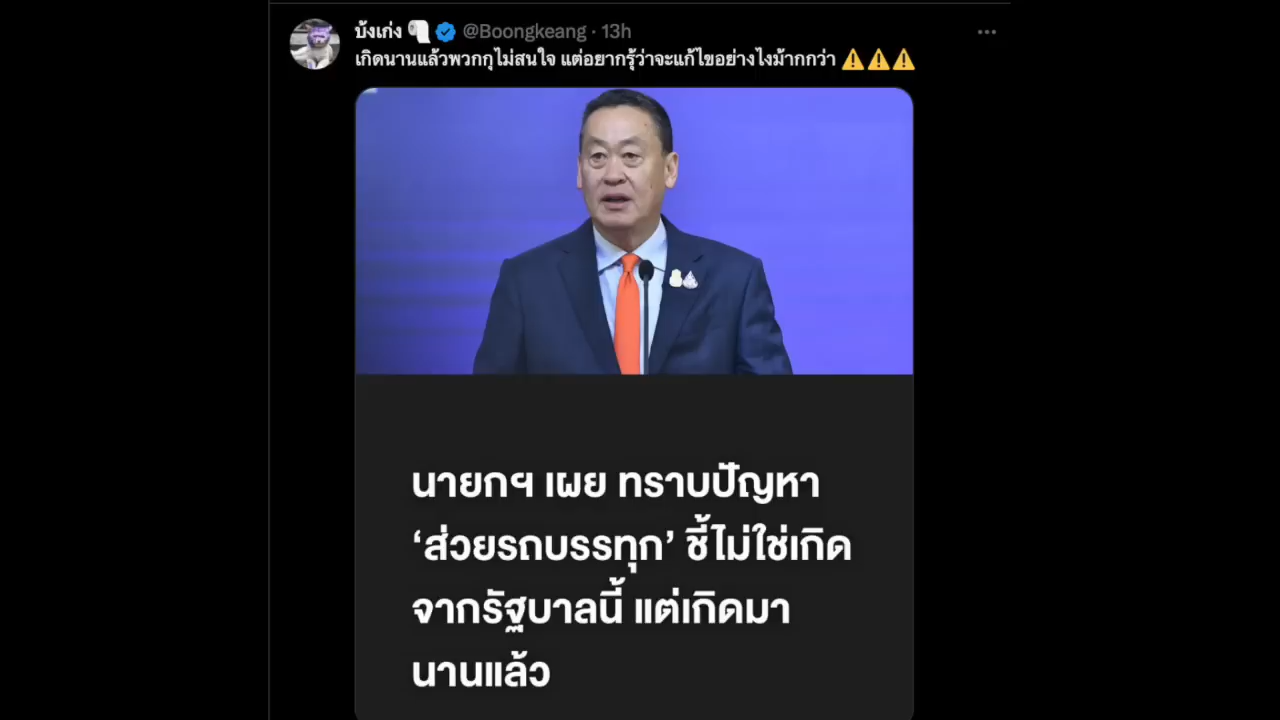 บ้งเก่ง 🧻 @Boongkeang · 13h
เกิดนานแล้วพวกกุไม่สนใจ แต่อยากรุ้ว่าจะแก้ไขอย่างไงม้ากกว่า ⚠️⚠️⚠️
นายกฯ เผย ทราบปัญหา
‘ส่วยรถบรรทุก’ ชี้ไม่ใช่เกิด
จากรัฐบาลนี้ แต่เกิดมา
นานแล้ว